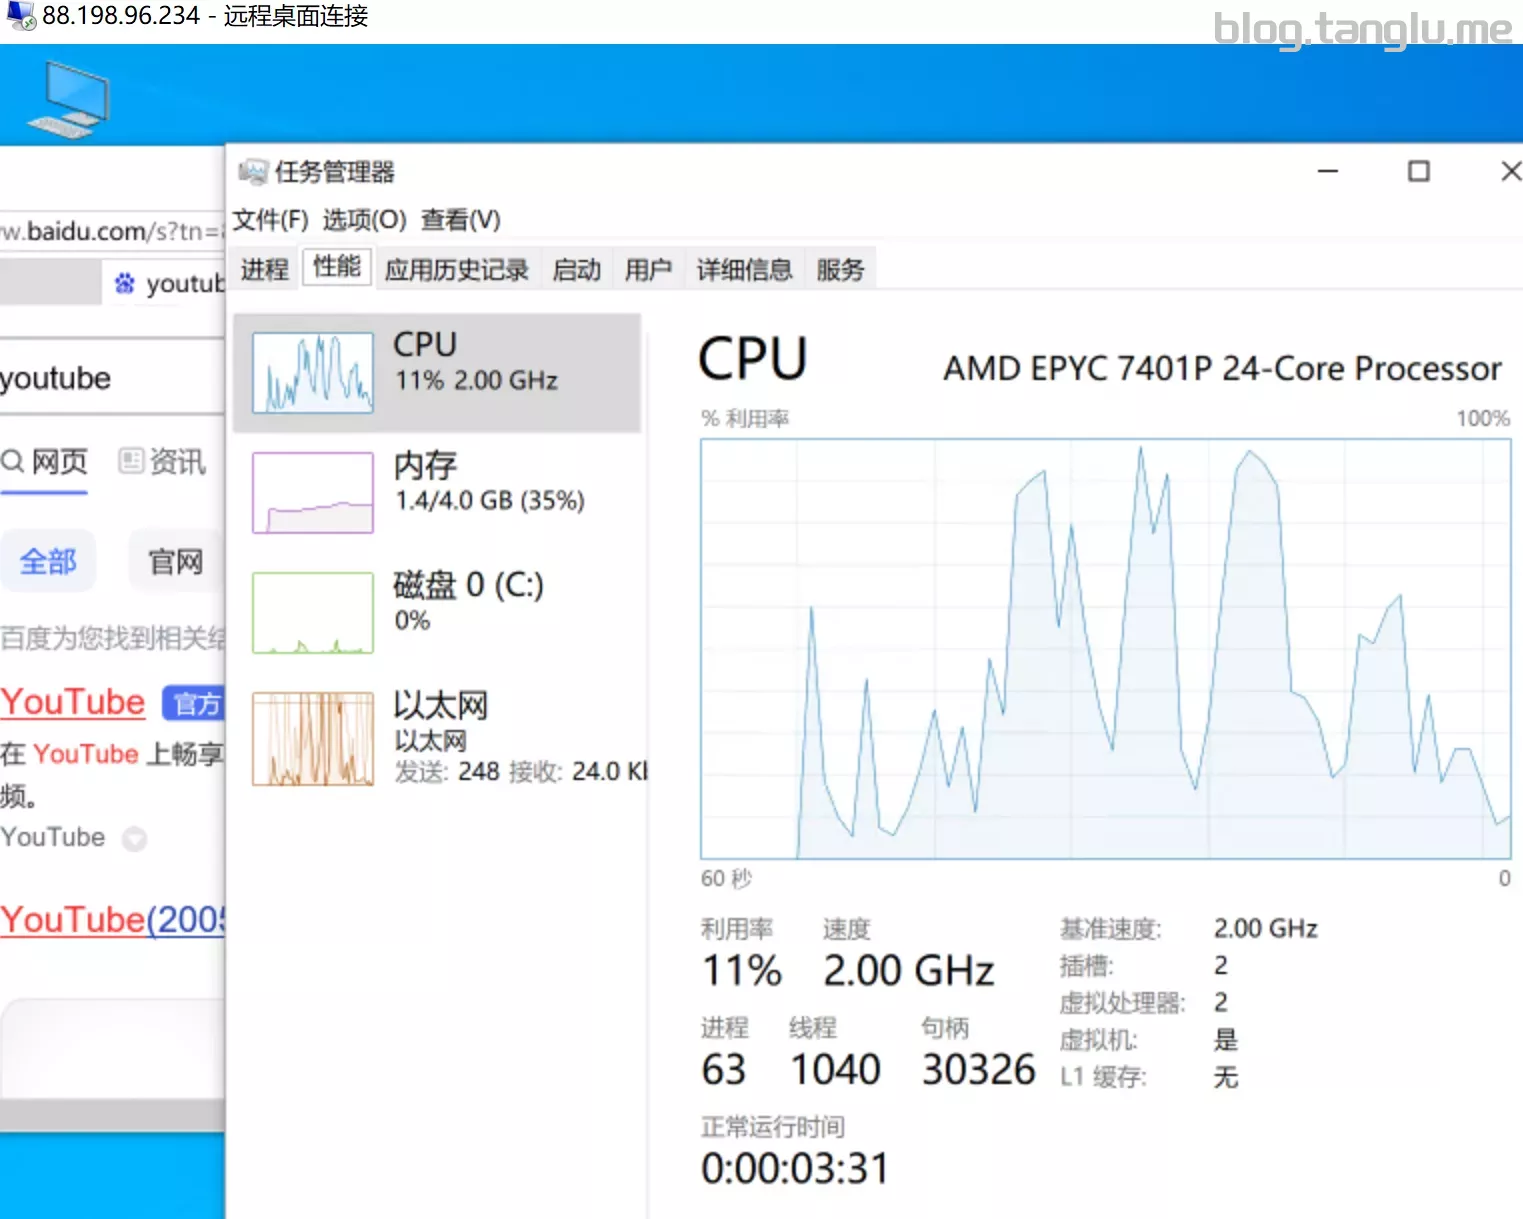 88.198.96.234 - 远程桌面连接
blog.tanglu.me
任务管理器
文件(F) 选项(O) 查看(V)
进程 性能 应用历史记录 启动 用户 详细信息 服务
w.baidu.com/s?tn=
youtub
youtube
网页 资讯
全部 官网
百度为您找到相关结
YouTube 官方
在 YouTube 上畅享
频。
YouTube
YouTube(2005
CPU
11% 2.00 GHz
内存
1.4/4.0 GB (35%)
磁盘 0 (C:)
0%
以太网
以太网
发送: 248 接收: 24.0 Kb
CPU
AMD EPYC 7401P 24-Core Processor
% 利用率 100%
60 秒 0
利用率 速度
11% 2.00 GHz
进程 线程 句柄
63 1040 30326
正常运行时间
0:00:03:31
基准速度: 2.00 GHz
插槽: 2
虚拟处理器: 2
虚拟机: 是
L1 缓存: 无